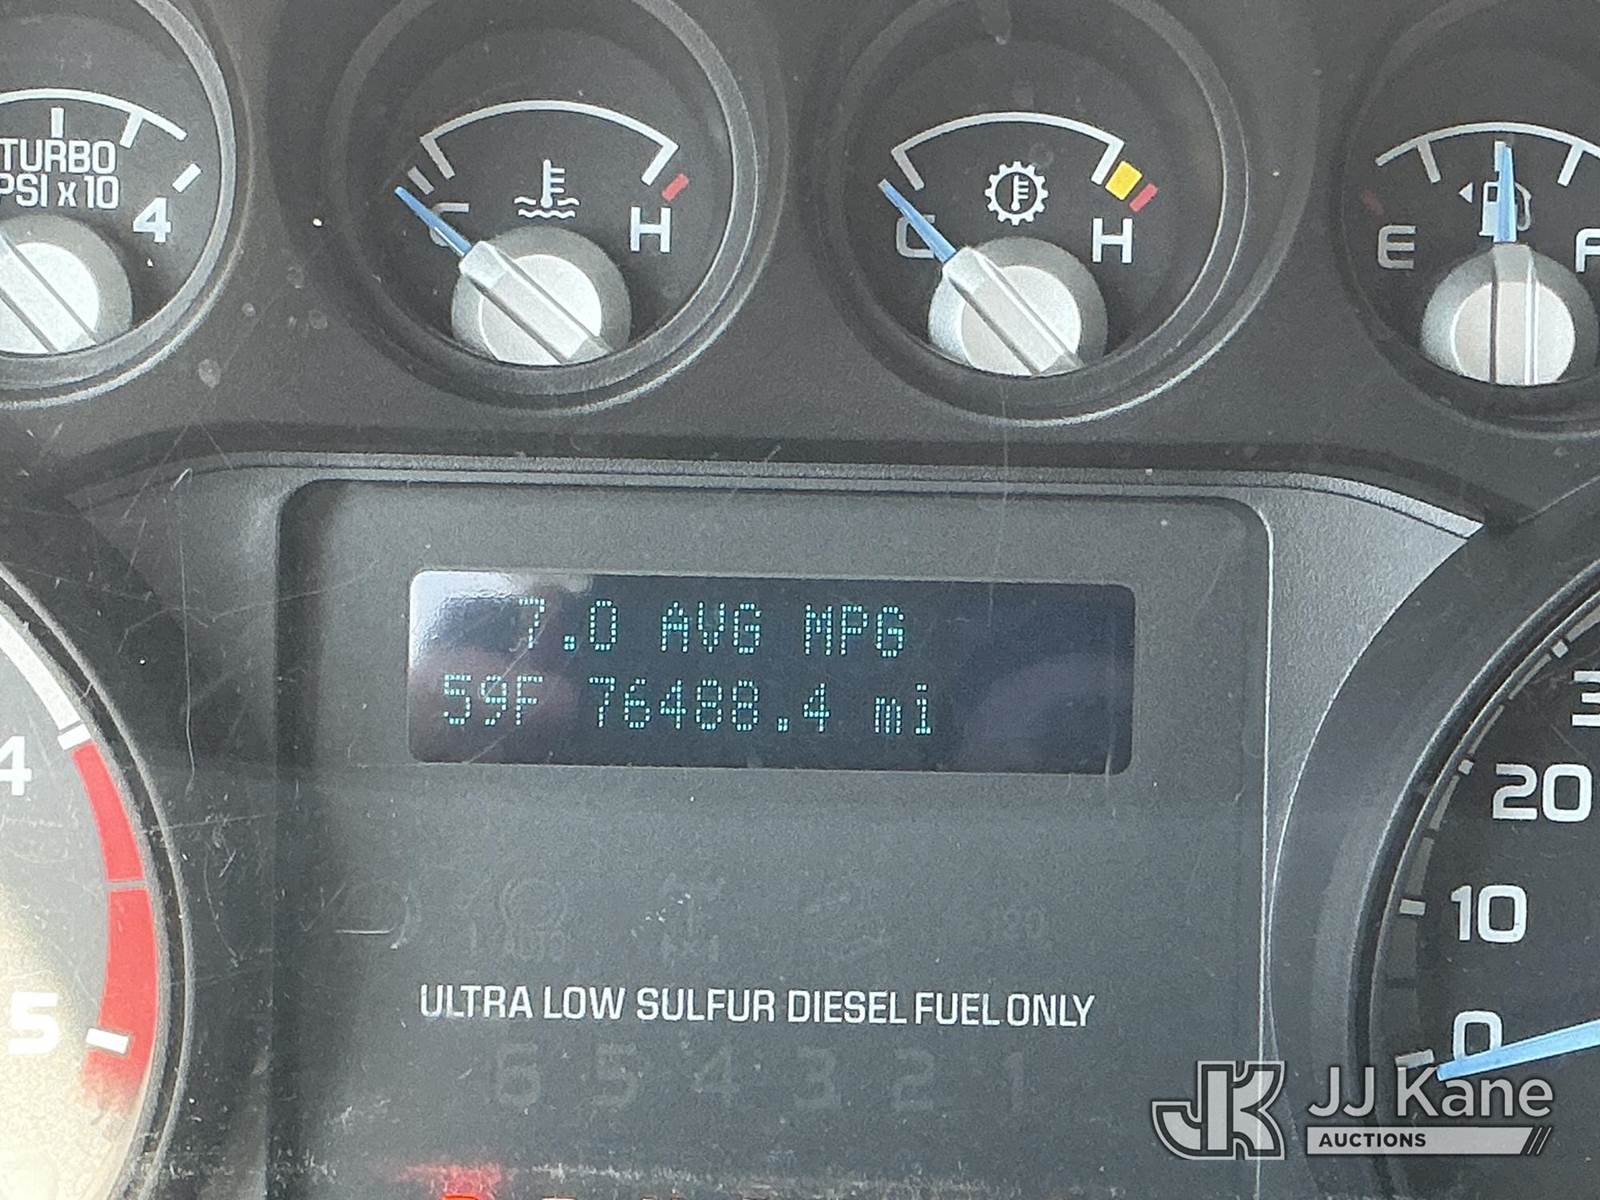 TURBO
PSI x 10
4
C H
C H
E F
7.0 AVG MPG
59F 76488.4 mi
4
5
20
10
0
ULTRA LOW SULFUR DIESEL FUEL ONLY
6 5 4 3 2 1
JK JJ Kane
AUCTIONS